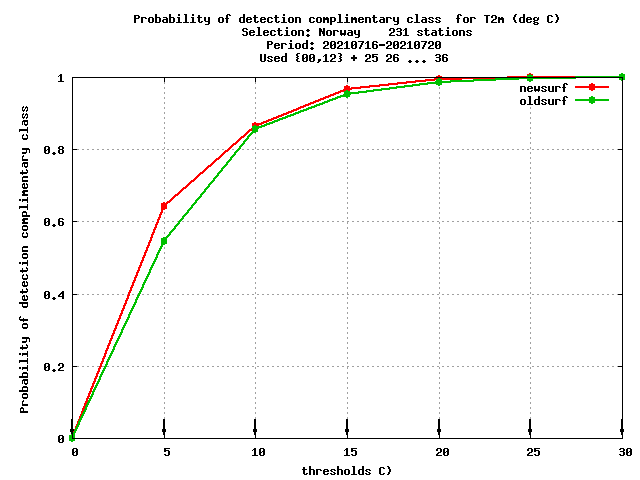 Probability of detection complimentary class  for T2m (deg C)
Selection: Norway    231 stations
Period: 20210716-20210720
Used {00,12} + 25 26 ... 36
newsurf
oldsurf
Probability of detection complimentary class
1
0.8
0.6
0.4
0.2
0
0 5 10 15 20 25 30
thresholds C)